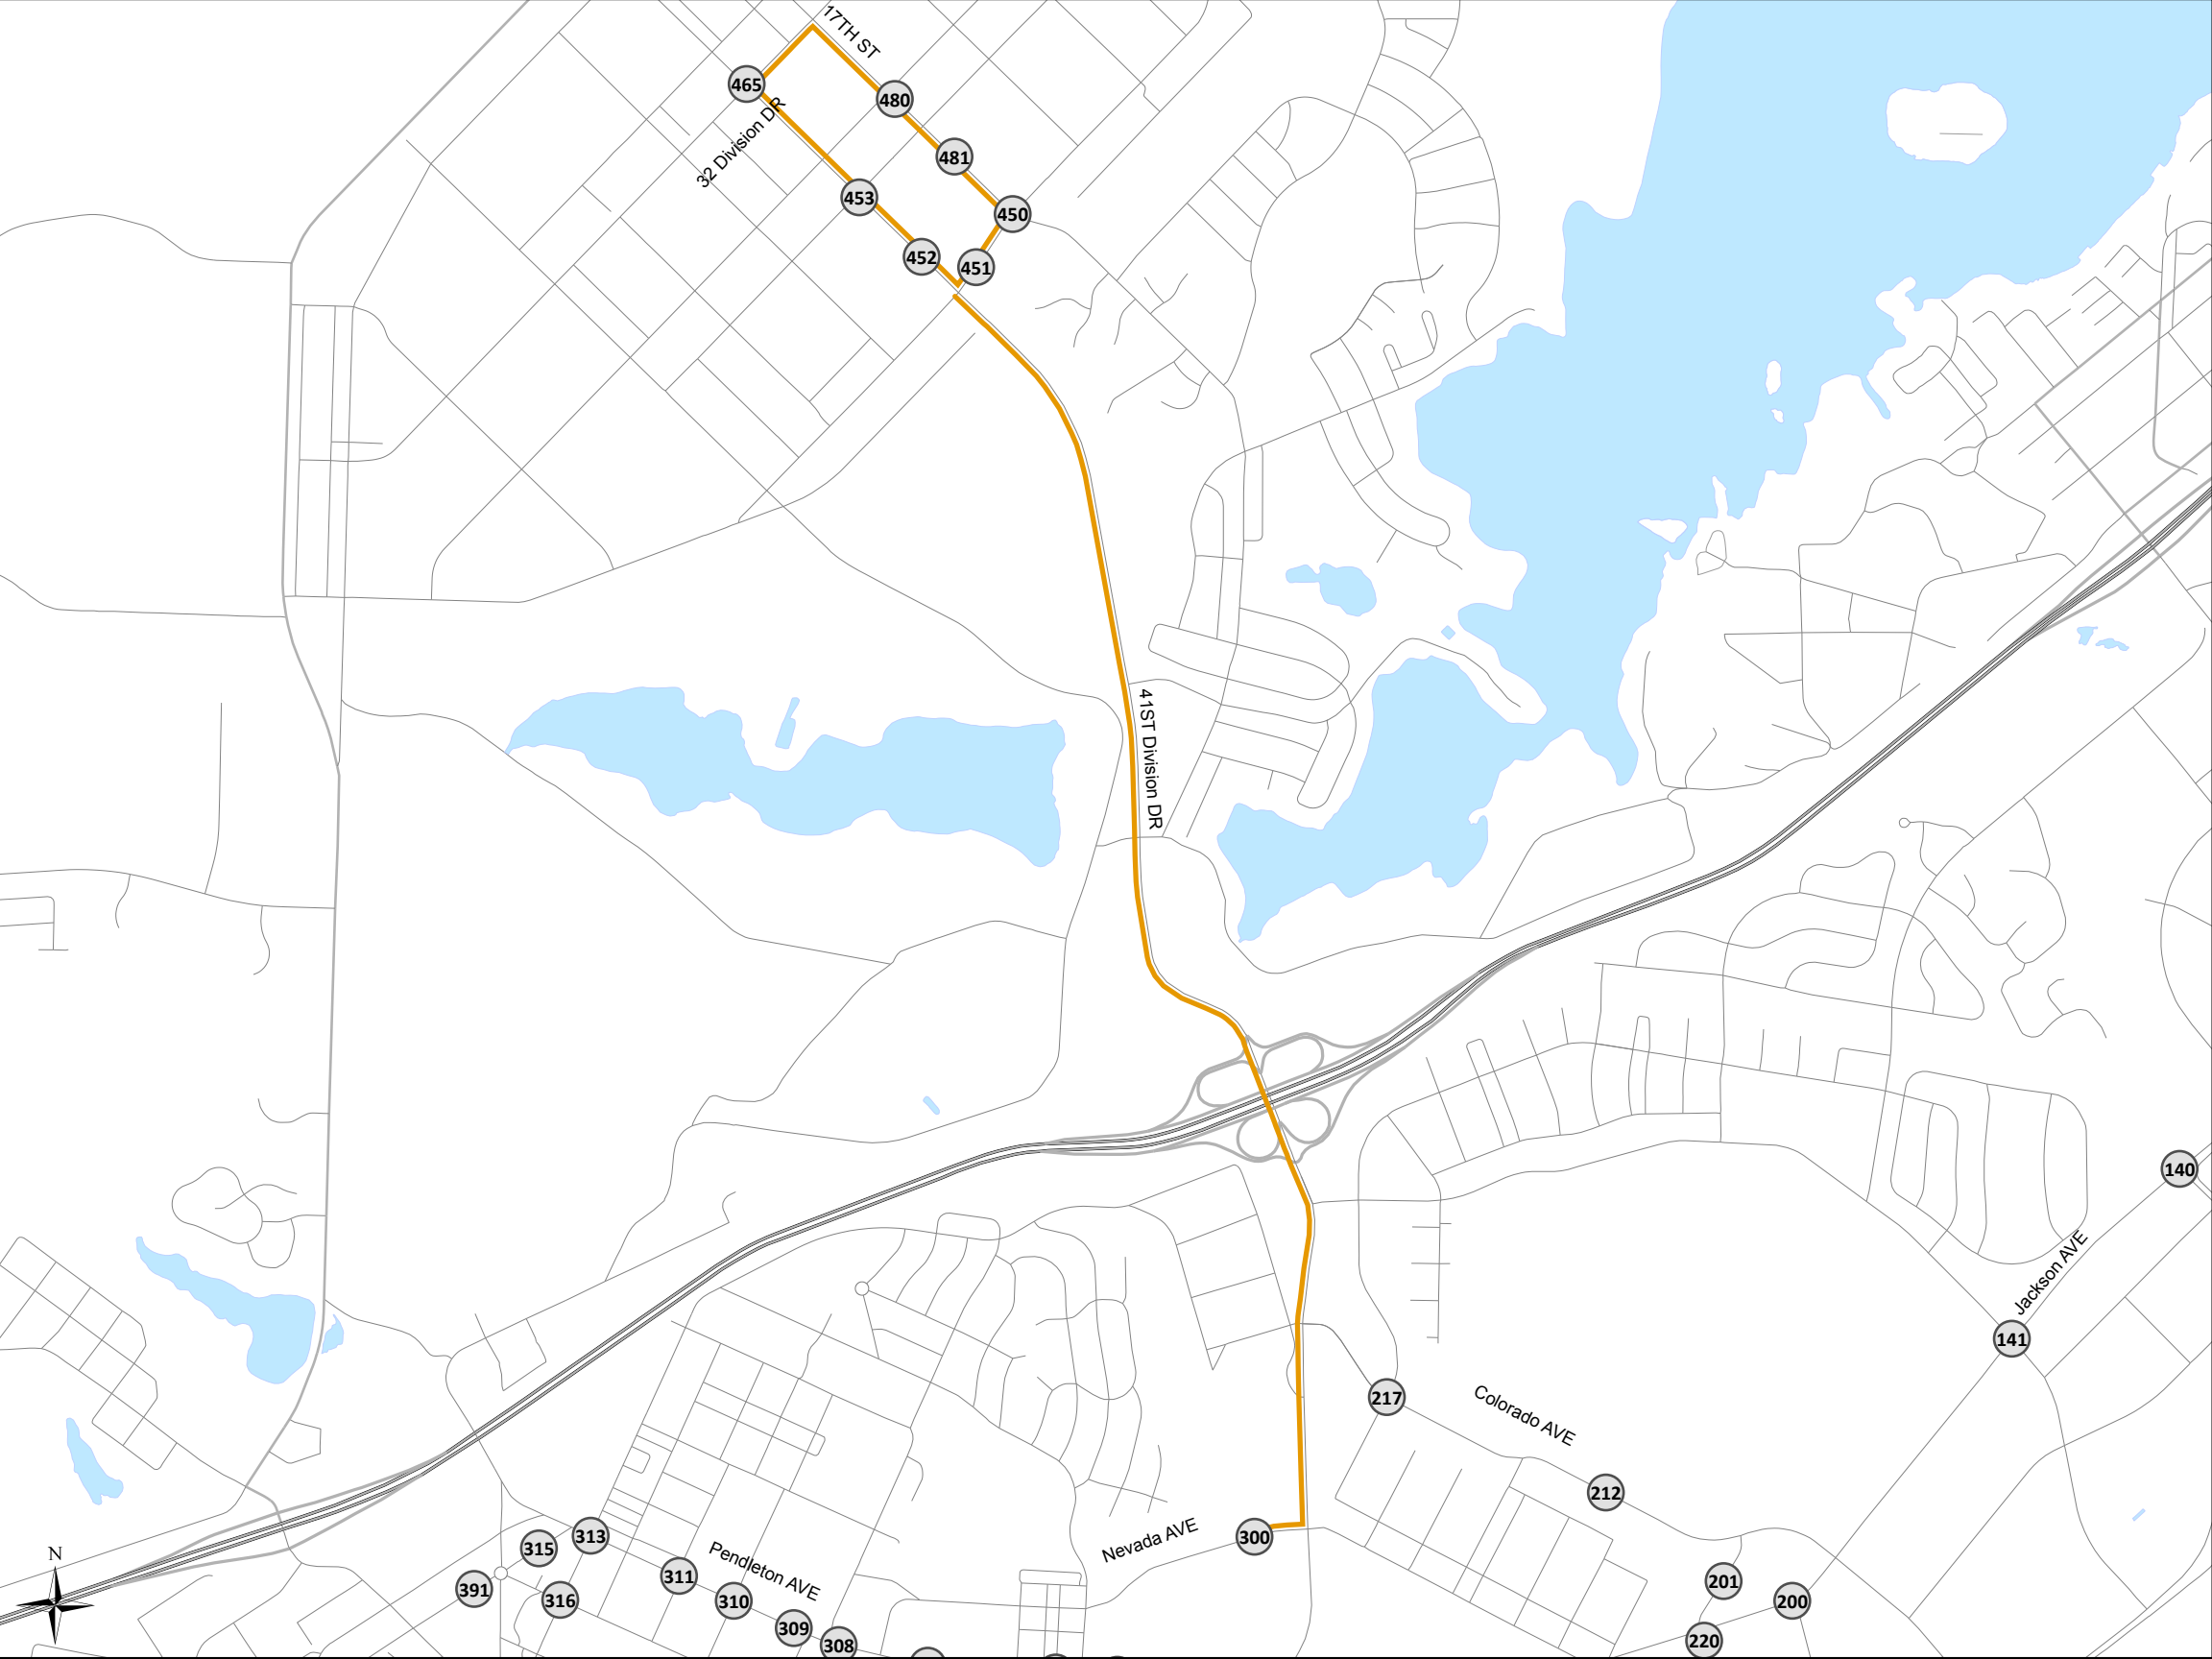 17TH ST
465
480
32 Division DR
481
453
450
452
451
41ST Division DR
140
Jackson AVE
141
217
Colorado AVE
212
300
Nevada AVE
313
315
N
Pendleton AVE
311
391
316
310
309
308
201
200
220